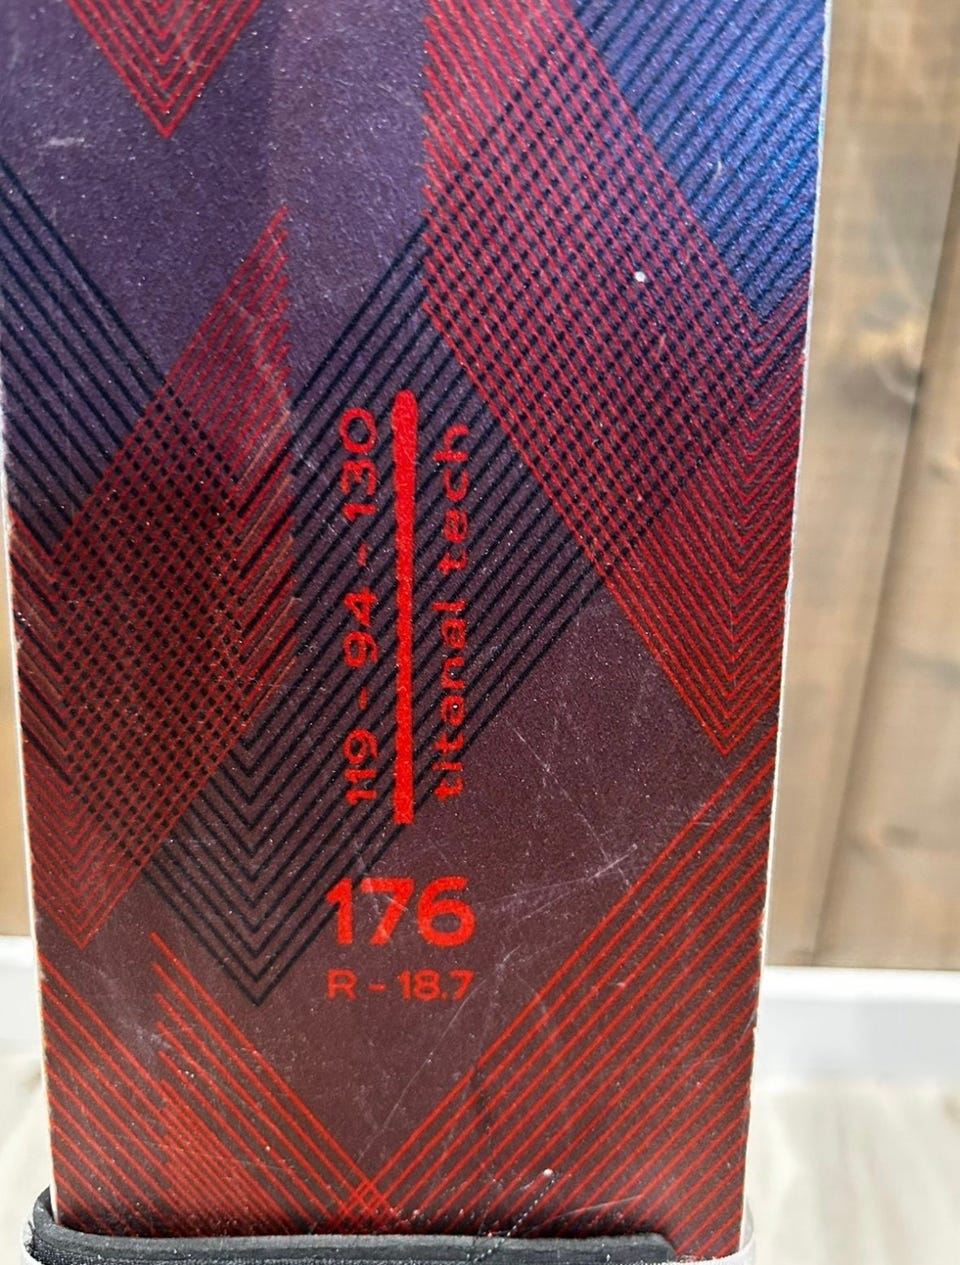 119 - 94 - 130
titanal tech
176
R - 18.7